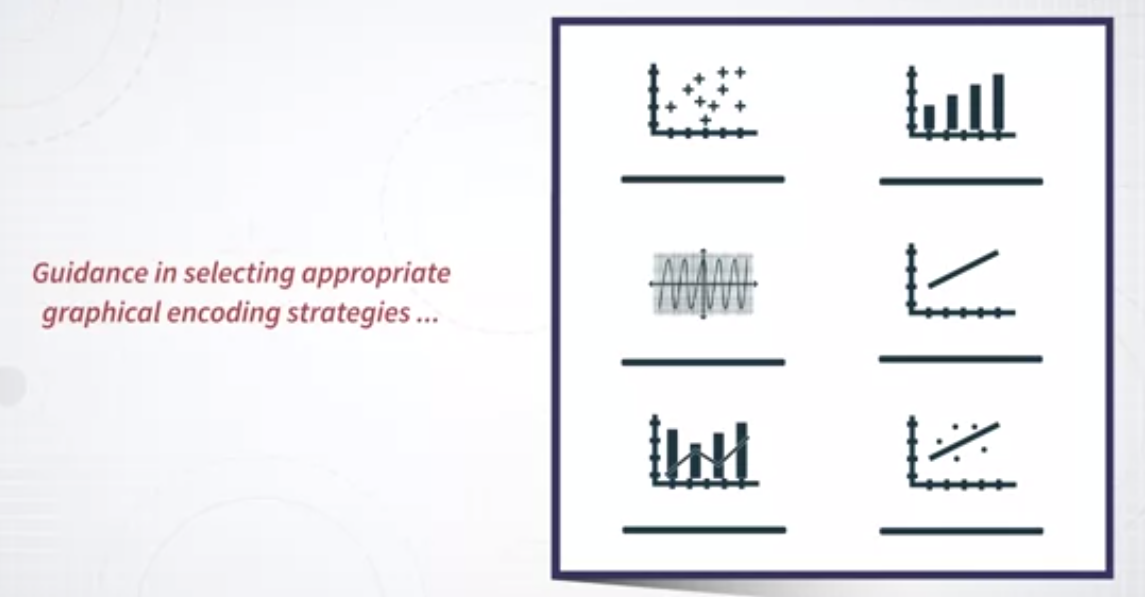 Guidance in selecting appropriate
graphical encoding strategies ...